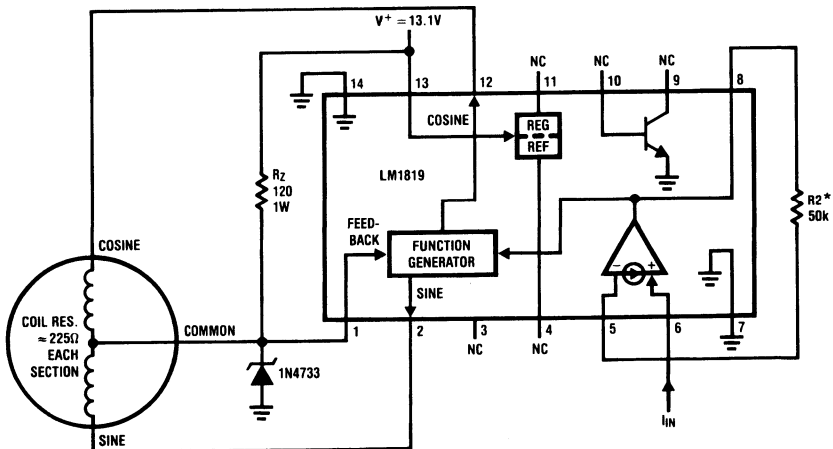 V+ = 13.1V
NC
NC
NC
14
13
12
11
10
9
8
COSINE
REG
REF
LM1819
RZ
120
1W
R2*
50k
FEED-
BACK
FUNCTION
GENERATOR
COSINE
SINE
−
+
COIL RES.
≈ 225Ω
EACH
SECTION
COMMON
1
2
3
4
5
6
7
NC
NC
1N4733
SINE
IIN